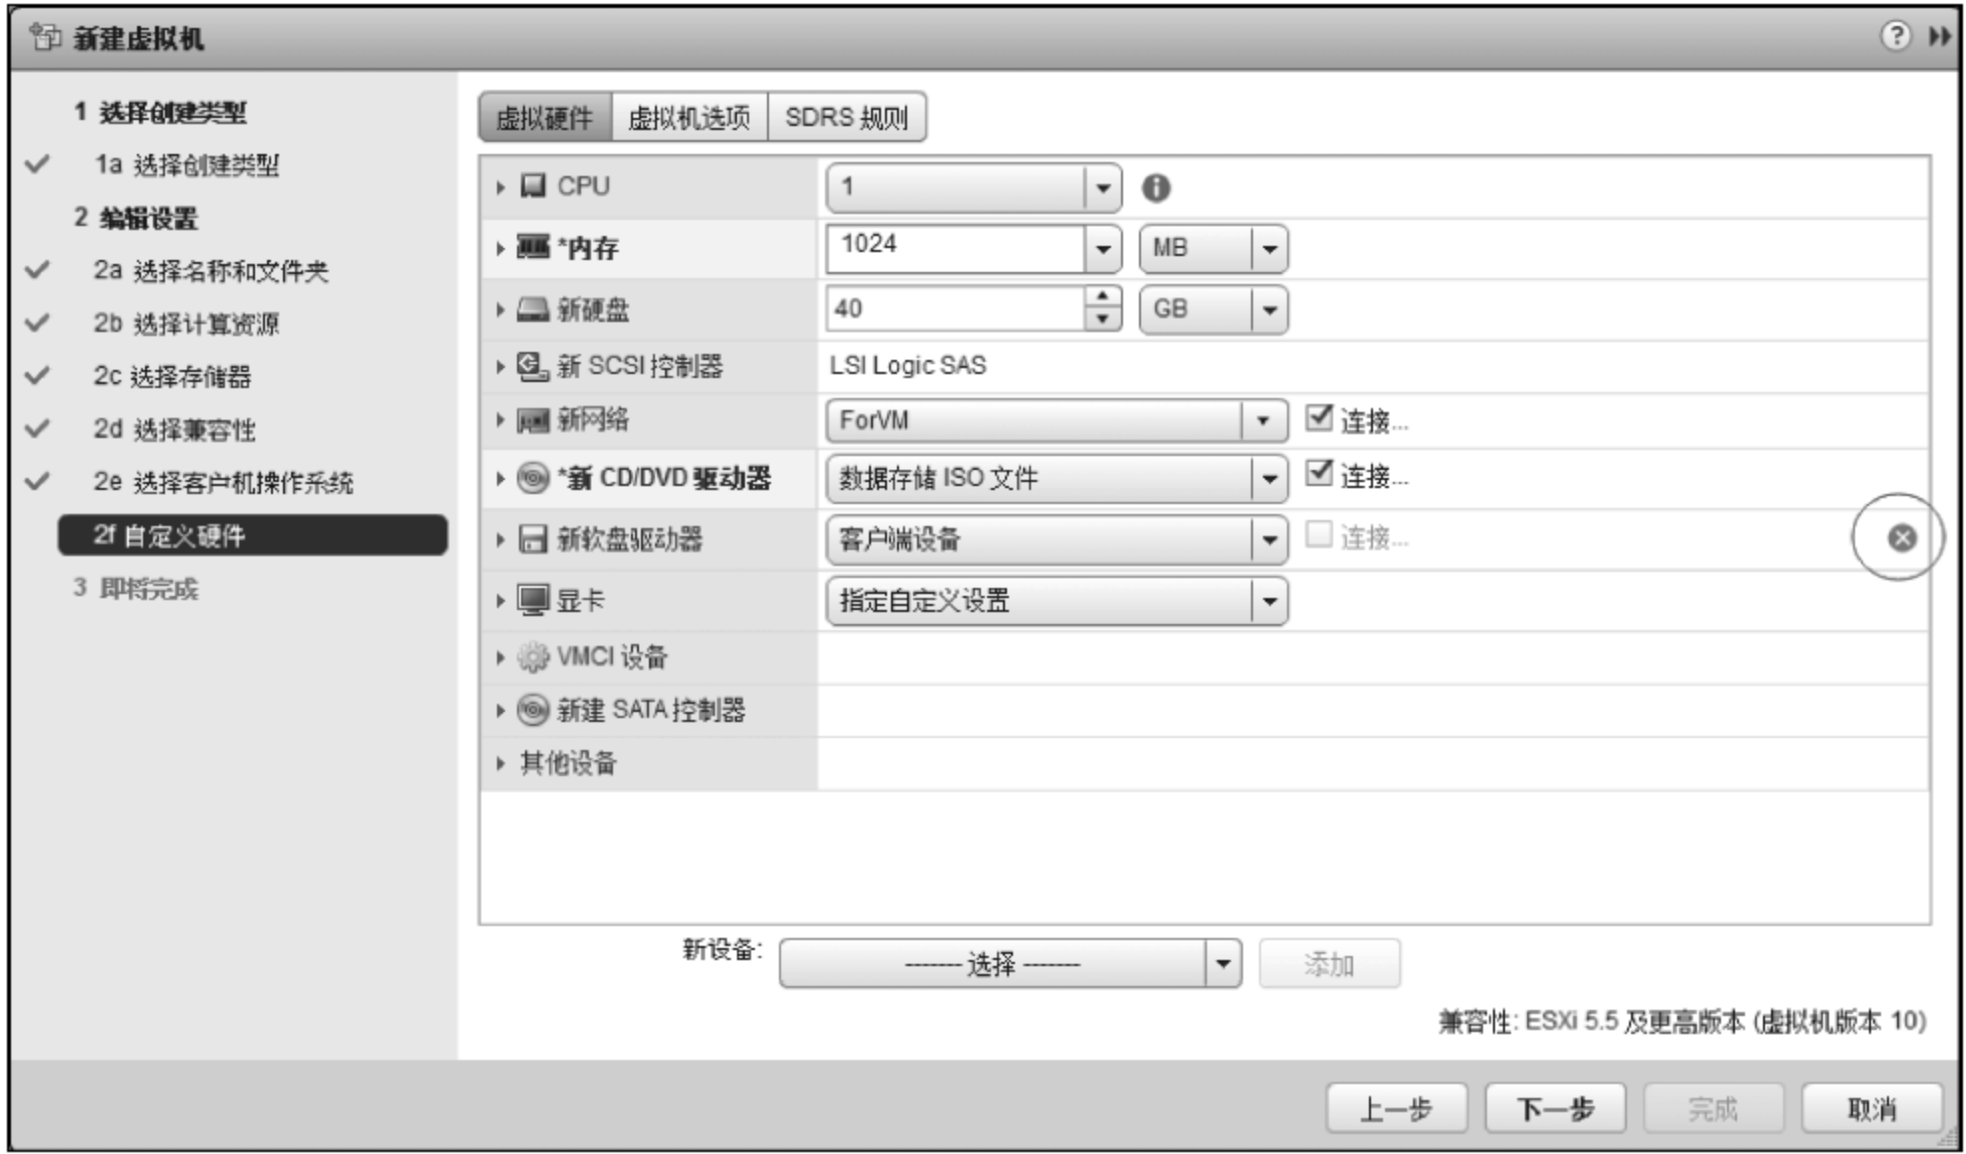 新建虚拟机
1 选择创建类型
1a 选择创建类型
2 编辑设置
2a 选择名称和文件夹
2b 选择计算资源
2c 选择存储器
2d 选择兼容性
2e 选择客户机操作系统
2f 自定义硬件
3 即将完成
虚拟硬件 虚拟机选项 SDRS 规则
CPU 1
*内存 1024 MB
新硬盘 40 GB
新 SCSI 控制器 LSI Logic SAS
新网络 ForVM 连接...
*新 CD/DVD 驱动器 数据存储 ISO 文件 连接...
新软盘驱动器 客户端设备 连接...
显卡 指定自定义设置
VMCI 设备
新建 SATA 控制器
其他设备
新设备: ------- 选择 -------  添加
兼容性: ESXi 5.5 及更高版本 (虚拟机版本 10)
上一步 下一步 完成 取消